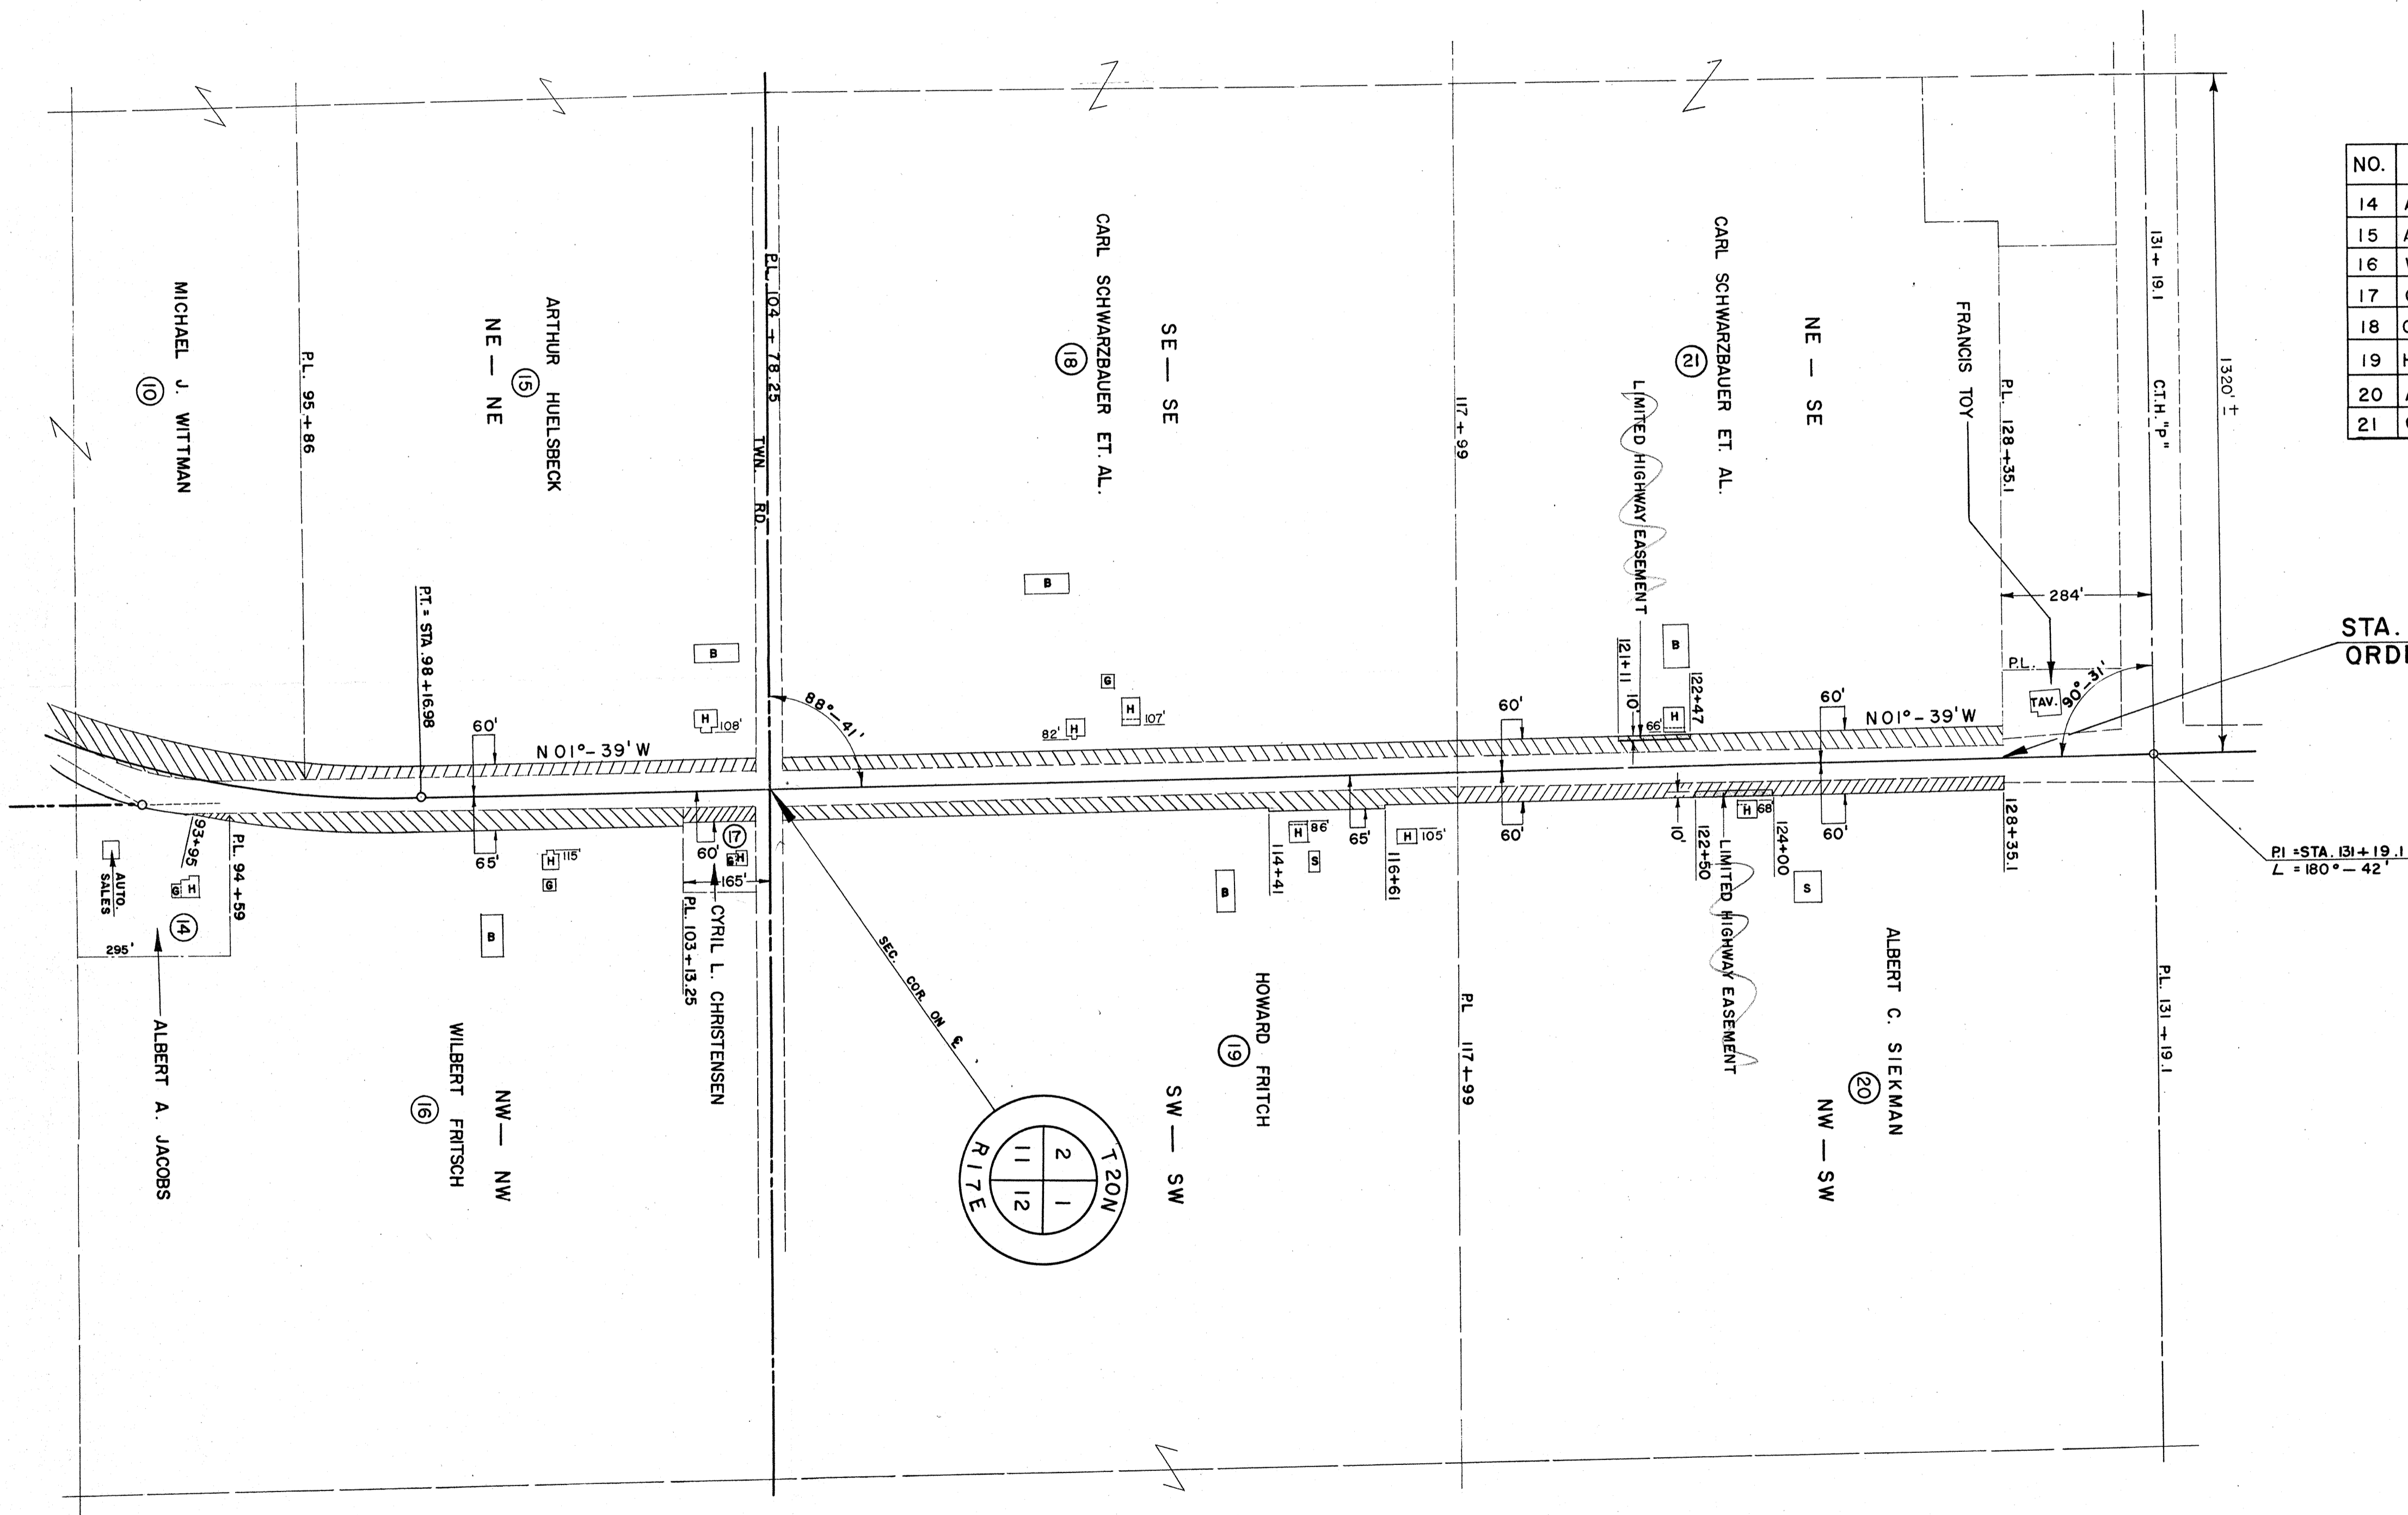 MICHAEL J. WITTMAN
10
P.L. 95+86
NE — NE
15
ARTHUR HUELSBECK
P.T. = STA. 98+16.98
P.L. 104+78.25
TWN. RD.
CARL SCHWARZBAUER ET. AL.
18
SE — SE
117+99
CARL SCHWARZBAUER ET. AL.
21
NE — SE
LIMITED HIGHWAY EASEMENT
FRANCIS TOY
P.L. 128+35.1
131+19.1
C.T.H. "P"
1320' ±
284'
P.L.
TAV.
90°-31'
NO.
14
15
16
17
18
19
20
21
STA.
B
H
108'
B
G
H
82'
H
107'
B
H
66'
121+11
10'
122+47
60'
N 01°-39' W
88°-41'
60'
60'
N 01°-39' W
65'
60'
65'
60'
60'
10'
AUTO. SALES
93+95
P.L. 94+59
G
H
14
295'
ALBERT A. JACOBS
H
115'
G
B
WILBERT FRITSCH
16
NW — NW
17
G
H
165'
P.L. 103+13.25
CYRIL L. CHRISTENSEN
SEC. COR. ON ℄
T 20 N
R 17 E
2
1
11
12
114+41
H
86'
S
116+61
H
105'
B
HOWARD FRITCH
19
SW — SW
P.L. 117+99
122+50
LIMITED HIGHWAY EASEMENT
H
68'
124+00
S
128+35.1
ALBERT C. SIEKMAN
20
NW — SW
P.L. 131+19.1
P.I = STA. 131+19.1
∠ = 180°-42'